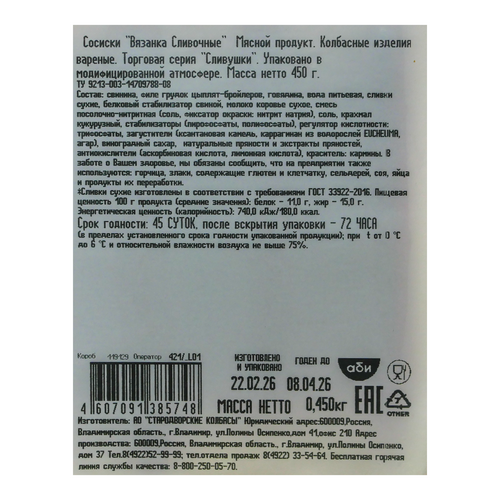 Сосиски "Вязанка Сливочные" Мясной продукт. Колбасные изделия
вареные. Торговая серия "Сливушки". Упаковано в
модифицированной атмосфере. Масса нетто 450 г.
ТУ 9213-003-14709788-08
Состав: свинина, филе грудок цыплят-бройлеров, говядина, вода питьевая, сливки
сухие, белковый стабилизатор свиной, молоко коровье сухое, смесь
посолочно-нитритная (соль, фиксатор окраски: нитрит натрия), соль, крахмал
кукурузный, стабилизаторы (пирофосфаты, полифосфаты), регулятор кислотности:
трифосфаты, загустители (ксантановая камедь, каррагинан из водорослей EUCHEUMA,
агар), виноградный сахар, натуральные пряности и экстракты пряностей,
антиокислители (аскорбиновая кислота, лимонная кислота), краситель: кармины. В
заботе о Вашем здоровье, мы обязаны сообщить, что на предприятии также
используются: горчица, злаки, содержащие глютен и клетчатку, сельдерей, соя, яйца
и продукты их переработки.
*Сливки сухие изготовлены в соответствии с требованиями ГОСТ 33922-2016. Пищевая
ценность 100 г продукта (средние значения): белок - 11,0 г, жир - 15,0 г.
Энергетическая ценность (калорийность): 740,0 кДж/180,0 ккал.
Срок годности: 45 СУТОК, после вскрытия упаковки - 72 ЧАСА
(в пределах установленного срока годности упакованной продукции); при t от 0 °С
до 6 °С и относительной влажности воздуха не выше 75%.
Короб 119129 Оператор 421/_L01
ИЗГОТОВЛЕНО
И УПАКОВАНО
ГОДЕН ДО
аби
22.02.26 08.04.26
EAC
OTHER
4 607091 385748
МАССА НЕТТО 0,450кг
Изготовитель: АО "СТАРОДВОРСКИЕ КОЛБАСЫ" Юридический адрес:600009,Россия,
Владимирская область, г.Владимир, ул.Полины Осипенко,дом 41,офис 210 Адрес
производства: 600009,Россия, Владимирская область., г.Владимир, ул.Полины Осипенко,
дом 37 Тел.8(4922)52-99-99; отдел продаж: 8 (4922) 33-54-64. Бесплатная горячая
линия службы качества: 8-800-250-05-70.